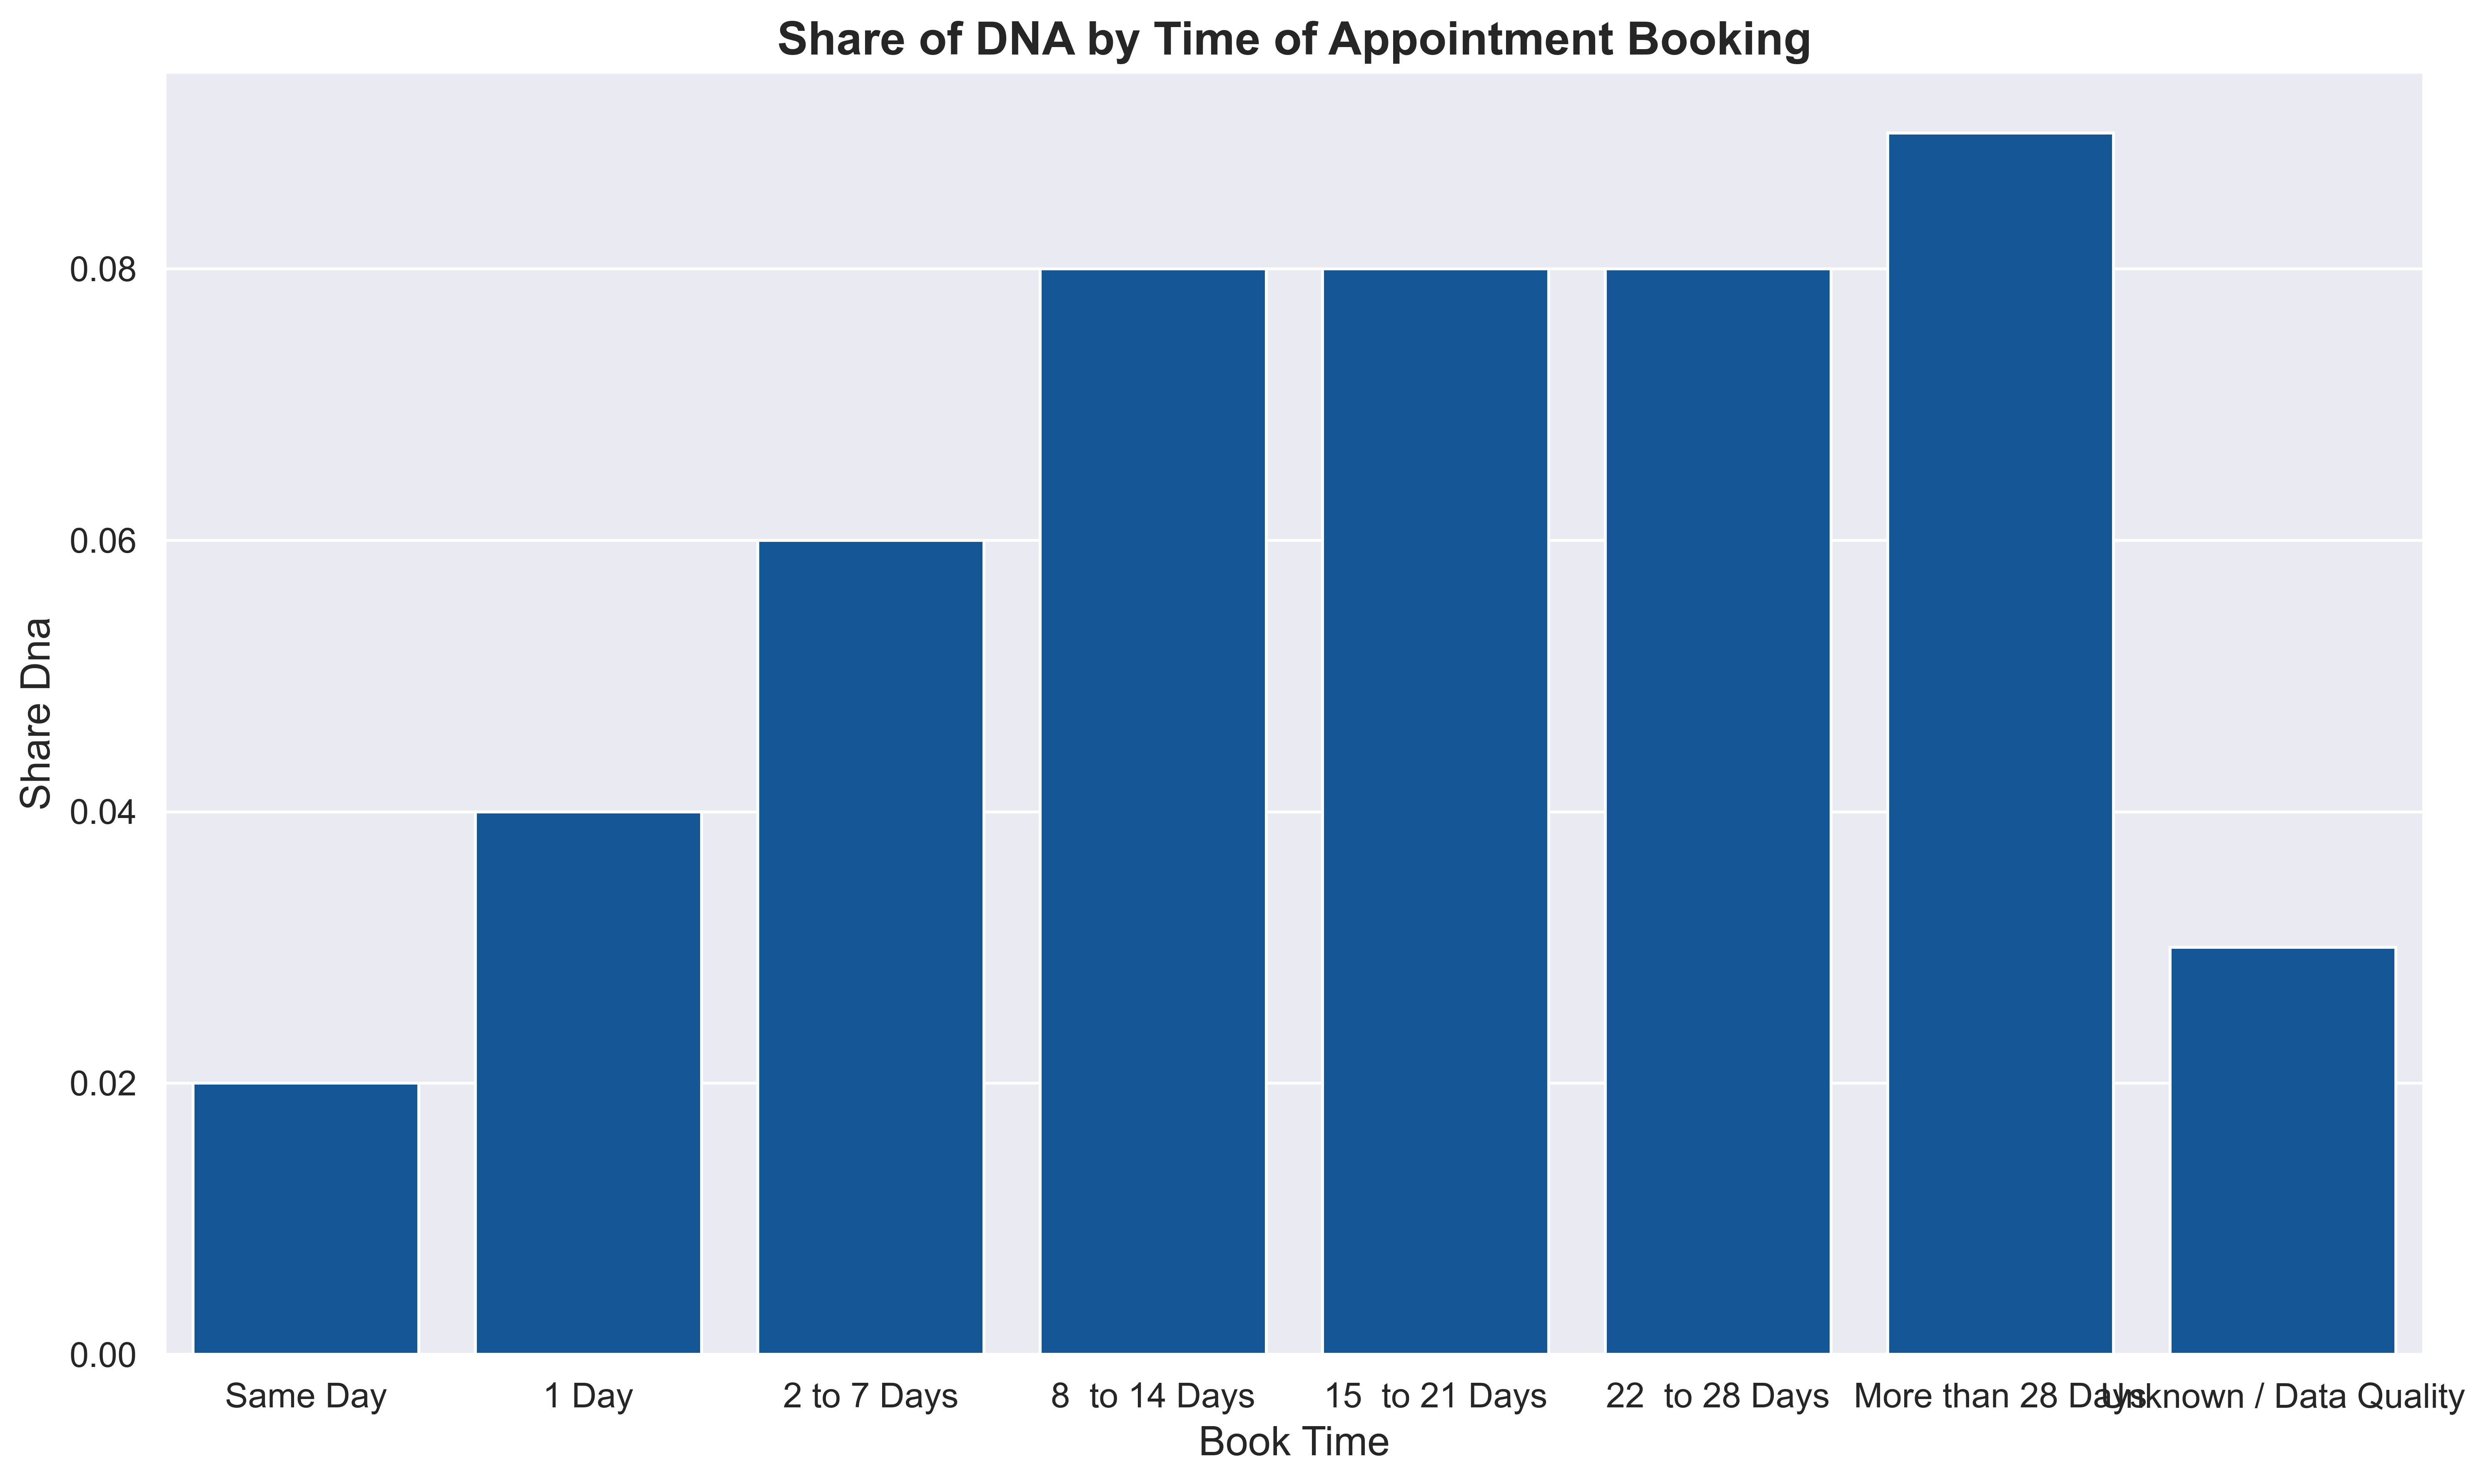 Share of DNA by Time of Appointment Booking
0.08
0.06
0.04
0.02
0.00
Share Dna
Same Day
1 Day
2 to 7 Days
8  to 14 Days
15  to 21 Days
22  to 28 Days
More than 28 Days
Unknown / Data Quality
Book Time